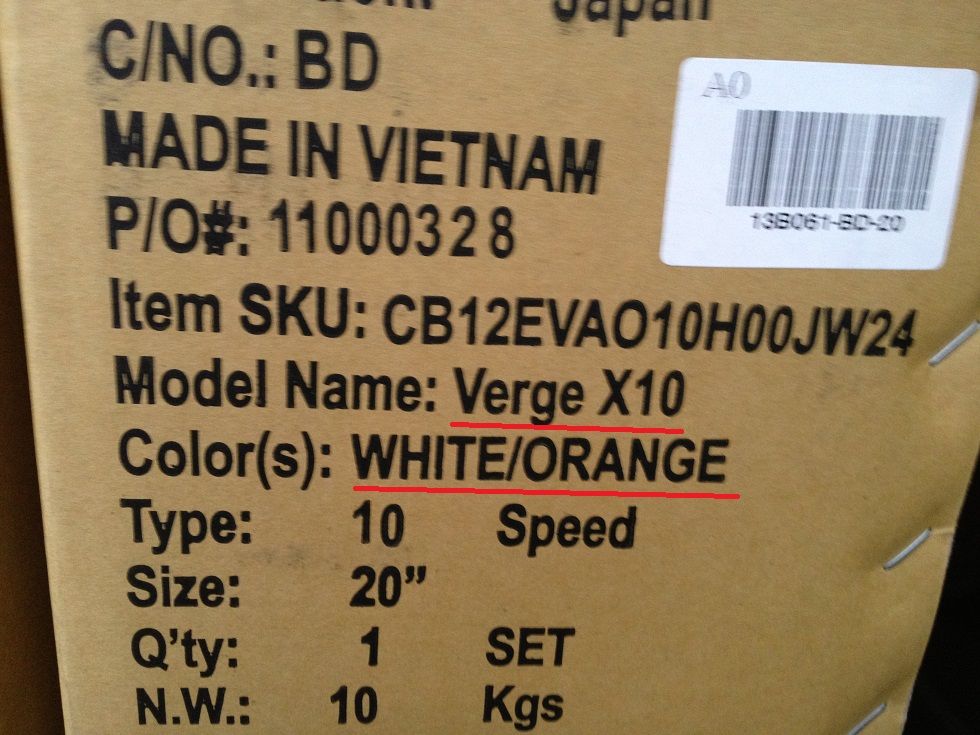 Japan
C/NO.: BD
A0
13B061-BD-20
MADE IN VIETNAM
P/O#: 11000328
Item SKU: CB12EVAO10H00JW24
Model Name: Verge X10
Color(s): WHITE/ORANGE
Type: 10 Speed
Size: 20”
Q’ty: 1 SET
N.W.: 10 Kgs